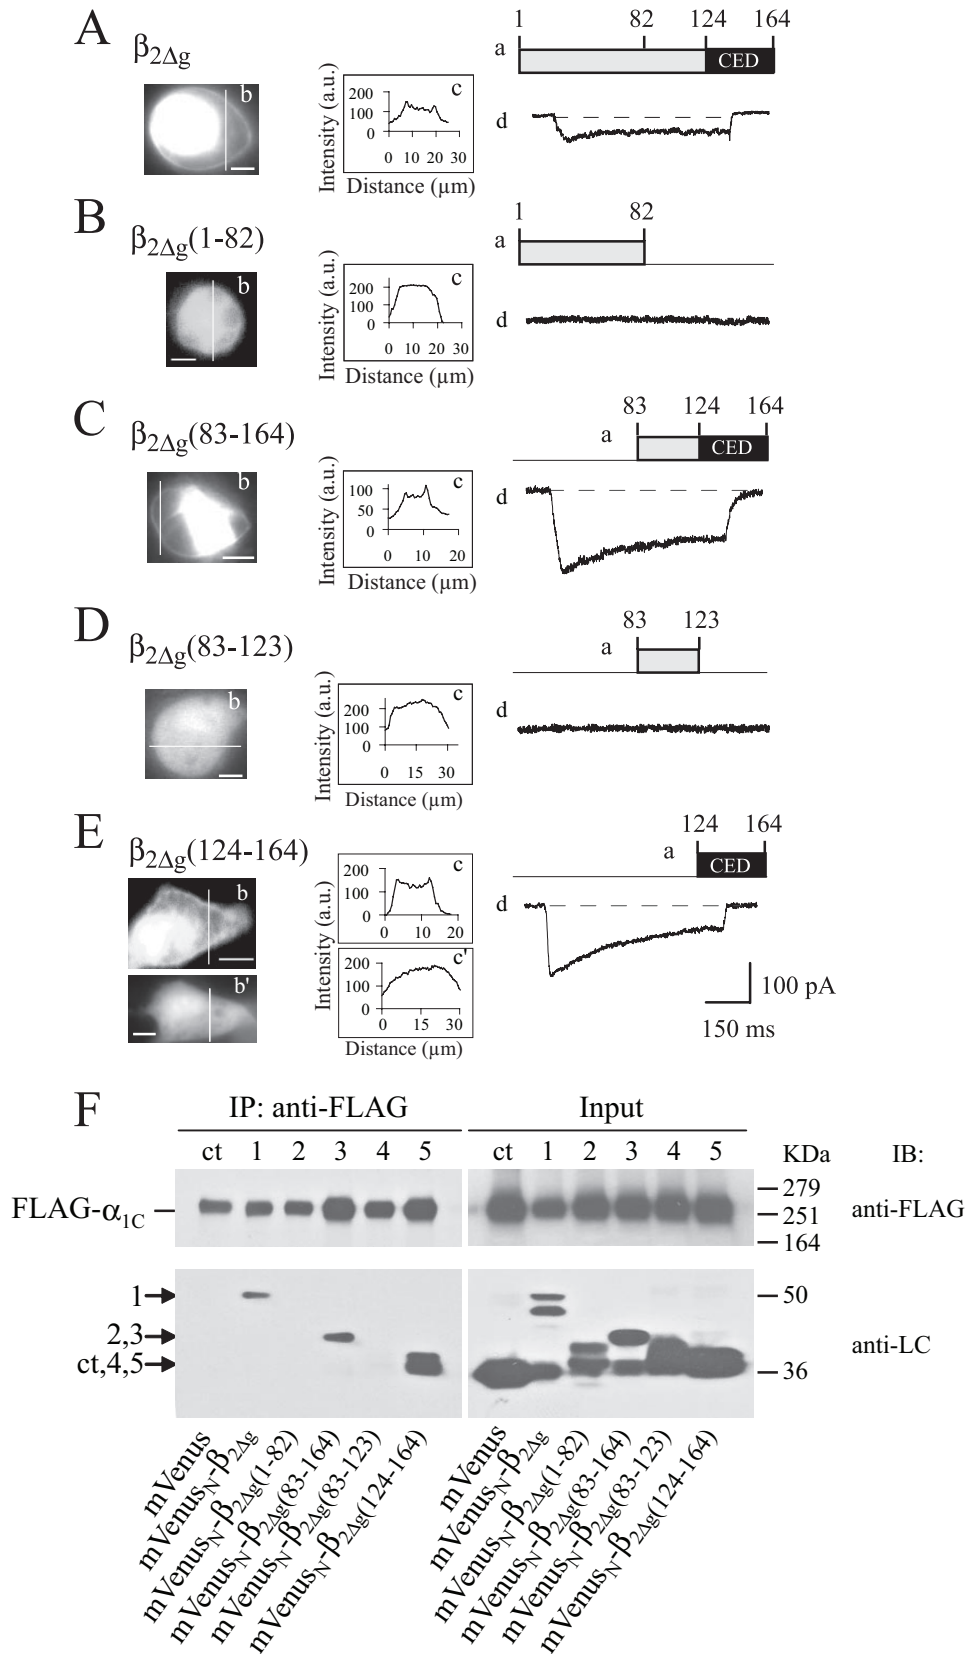 A
β2Δg
b
Intensity (a.u.)
200
100
0
c
0 10 20 30
Distance (µm)
a
1 82 124 164
CED
d
B
β2Δg(1-82)
b
Intensity (a.u.)
200
100
0
c
0 10 20 30
Distance (µm)
a
1 82
d
C
β2Δg(83-164)
b
Intensity (a.u.)
100
50
0
c
0 10 20
Distance (µm)
a
83 124 164
CED
d
D
β2Δg(83-123)
b
Intensity (a.u.)
200
100
0
c
0 15 30
Distance (µm)
a
83 123
d
E
β2Δg(124-164)
b
b'
Intensity (a.u.)
160
80
0
c
0 10 20
200
100
0
c'
0 15 30
Distance (µm)
a
124 164
CED
d
100 pA
150 ms
F
IP: anti-FLAG Input
ct 1 2 3 4 5 ct 1 2 3 4 5 KDa IB:
FLAG-α1C
279
251
164
anti-FLAG
1
2,3
ct,4,5
50
36
anti-LC
mVenus
mVenusN-β2Δg
mVenusN-β2Δg(1-82)
mVenusN-β2Δg(83-164)
mVenusN-β2Δg(83-123)
mVenusN-β2Δg(124-164)
mVenus
mVenusN-β2Δg
mVenusN-β2Δg(1-82)
mVenusN-β2Δg(83-164)
mVenusN-β2Δg(83-123)
mVenusN-β2Δg(124-164)